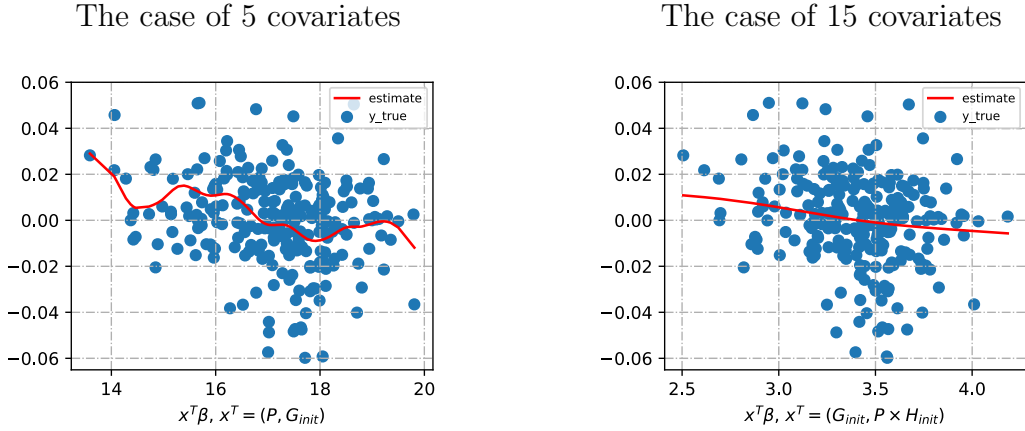 The case of 5 covariates
0.06
0.04
0.02
0.00
−0.02
−0.04
−0.06
estimate
y_true
14
16
18
20
x^Tβ, x^T = (P, G_init)
The case of 15 covariates
0.06
0.04
0.02
0.00
−0.02
−0.04
−0.06
estimate
y_true
2.5
3.0
3.5
4.0
x^Tβ, x^T = (G_init, P × H_init)